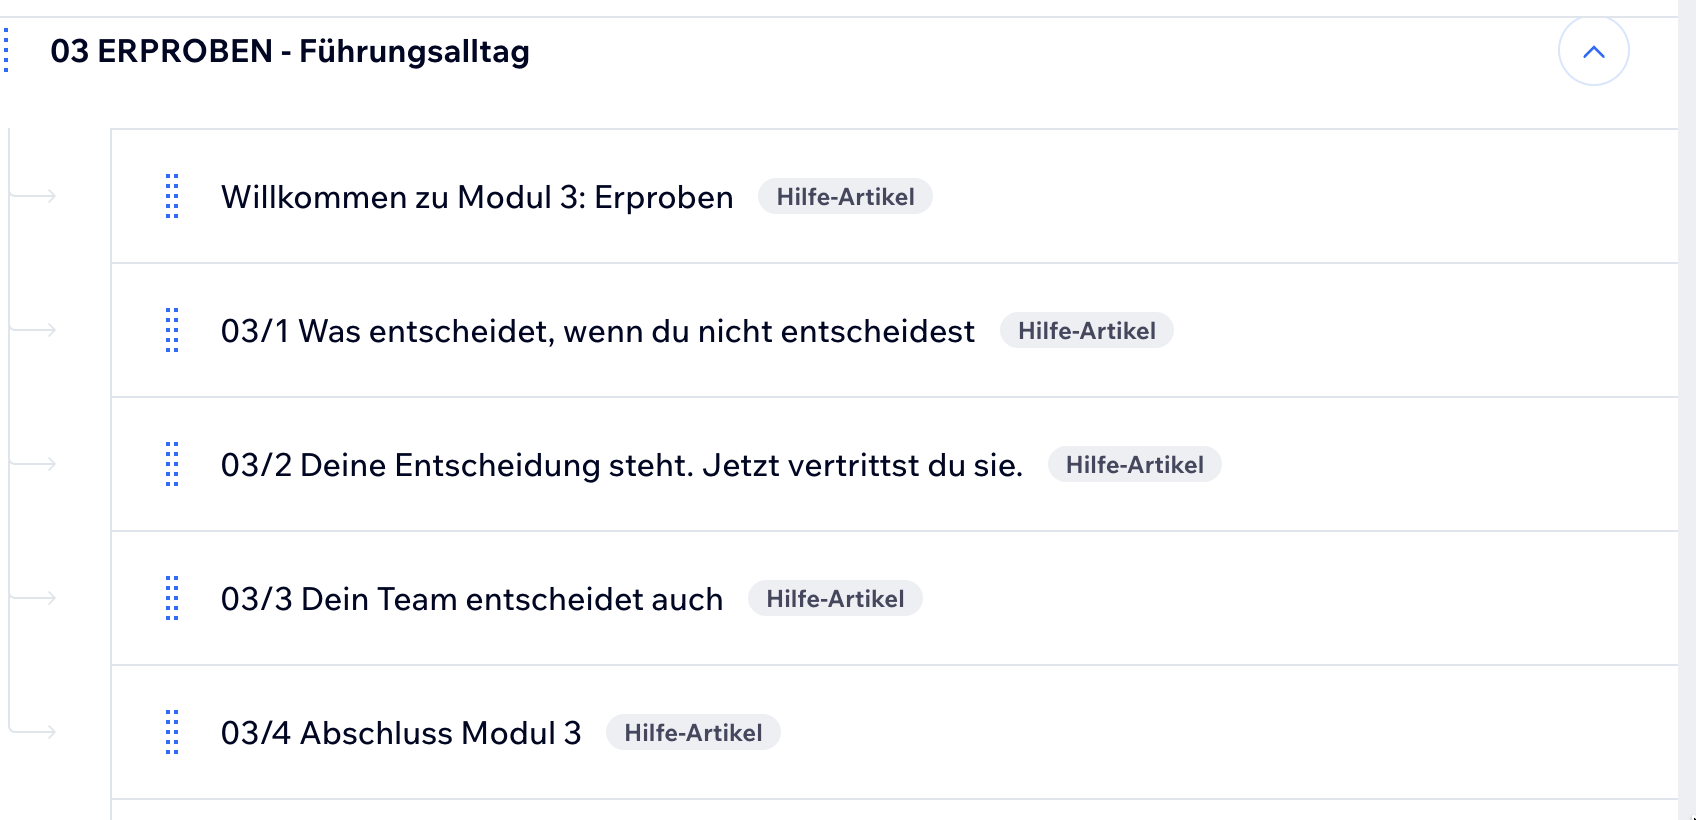 03 ERPROBEN - Führungsalltag
Willkommen zu Modul 3: Erproben Hilfe-Artikel
03/1 Was entscheidet, wenn du nicht entscheidest Hilfe-Artikel
03/2 Deine Entscheidung steht. Jetzt vertrittst du sie. Hilfe-Artikel
03/3 Dein Team entscheidet auch Hilfe-Artikel
03/4 Abschluss Modul 3 Hilfe-Artikel